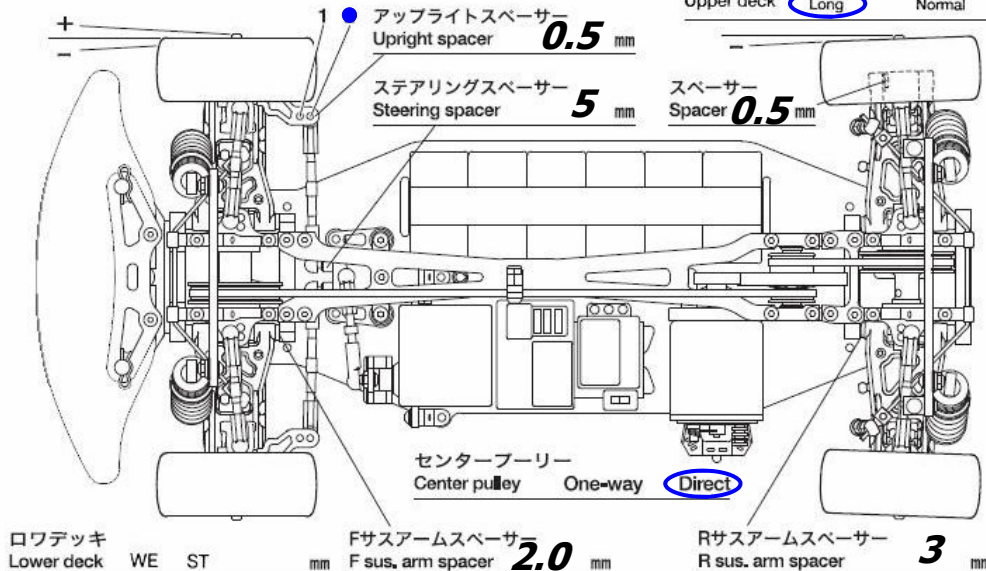 Upper deck Long Normal
+
−
1 ● アップライトスペーサー
Upright spacer 0.5 mm
−
ステアリングスペーサー
Steering spacer 5 mm
スペーサー
Spacer 0.5 mm
センタープーリー
Center pulley One-way Direct
ロワデッキ
Lower deck WE ST mm
Fサスアームスペーサー
F sus. arm spacer 2.0 mm
Rサスアームスペーサー
R sus. arm spacer 3 mm